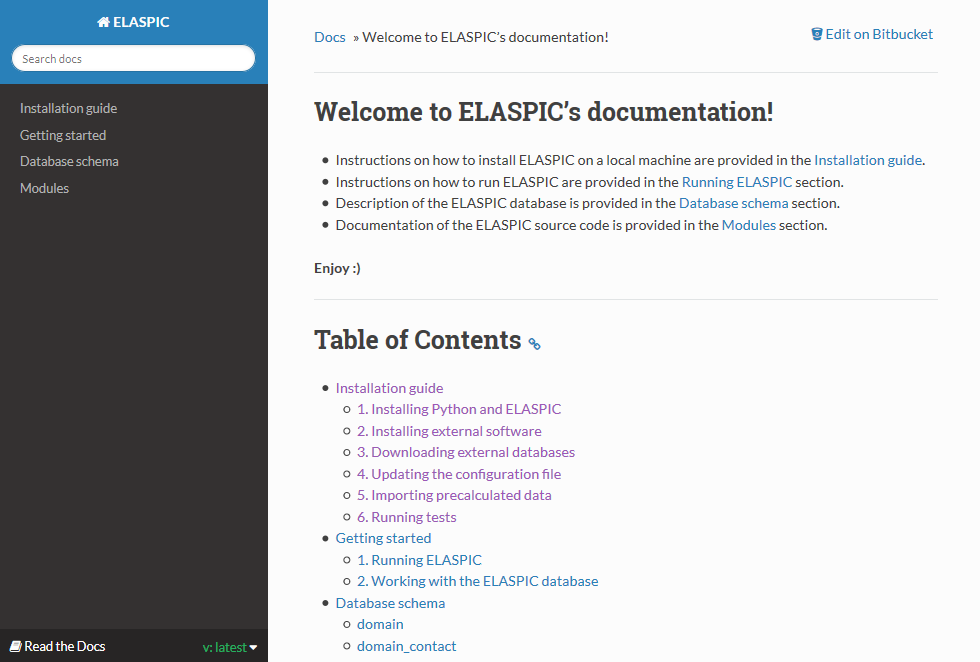 ELASPIC
Search docs
Installation guide
Getting started
Database schema
Modules
Read the Docs
v: latest
Docs » Welcome to ELASPIC's documentation!
Edit on Bitbucket
Welcome to ELASPIC's documentation!
Instructions on how to install ELASPIC on a local machine are provided in the Installation guide.
Instructions on how to run ELASPIC are provided in the Running ELASPIC section.
Description of the ELASPIC database is provided in the Database schema section.
Documentation of the ELASPIC source code is provided in the Modules section.
Enjoy :)
Table of Contents
Installation guide
1. Installing Python and ELASPIC
2. Installing external software
3. Downloading external databases
4. Updating the configuration file
5. Importing precalculated data
6. Running tests
Getting started
1. Running ELASPIC
2. Working with the ELASPIC database
Database schema
domain
domain_contact